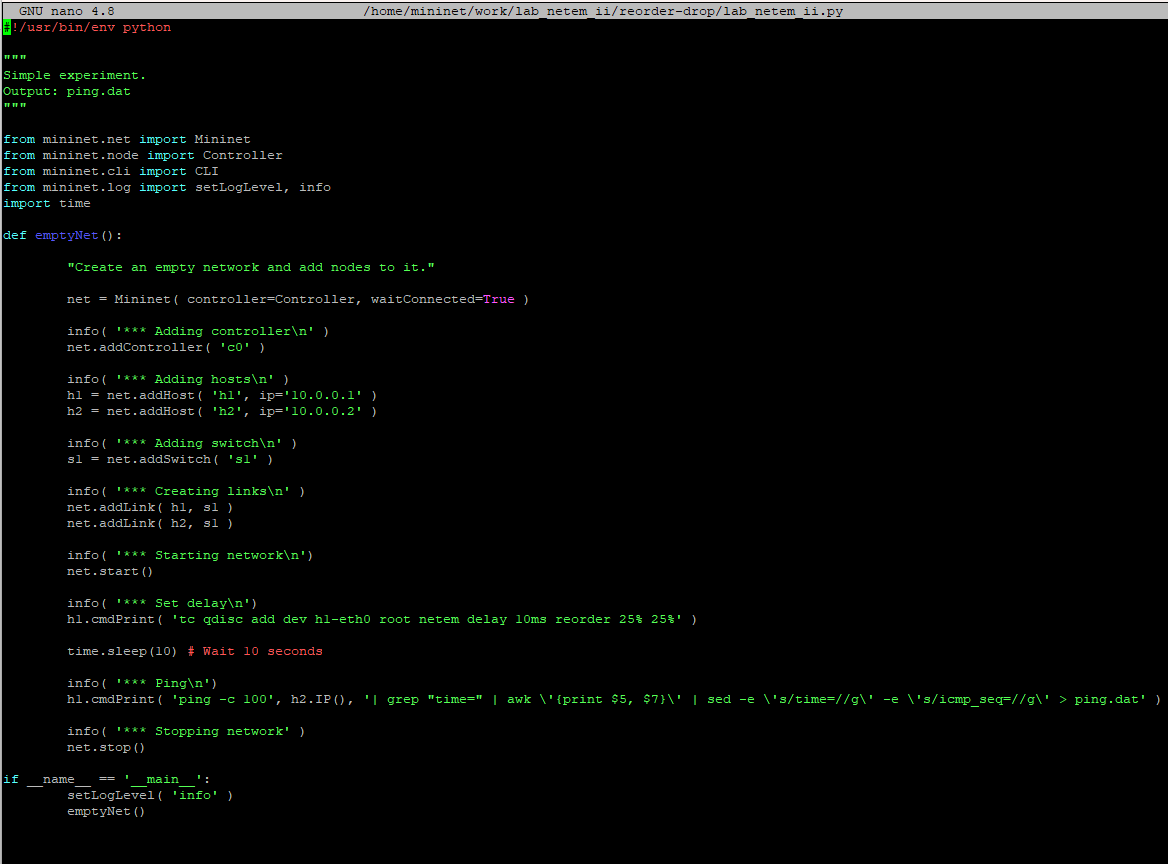 GNU nano 4.8 /home/mininet/work/lab_netem_ii/reorder-drop/lab_netem_ii.py
#!/usr/bin/env python
"""
Simple experiment.
Output: ping.dat
"""
from mininet.net import Mininet
from mininet.node import Controller
from mininet.cli import CLI
from mininet.log import setLogLevel, info
import time
def emptyNet():
"Create an empty network and add nodes to it."
net = Mininet( controller=Controller, waitConnected=True )
info( '*** Adding controller\n' )
net.addController( 'c0' )
info( '*** Adding hosts\n' )
h1 = net.addHost( 'h1', ip='10.0.0.1' )
h2 = net.addHost( 'h2', ip='10.0.0.2' )
info( '*** Adding switch\n' )
s1 = net.addSwitch( 's1' )
info( '*** Creating links\n' )
net.addLink( h1, s1 )
net.addLink( h2, s1 )
info( '*** Starting network\n')
net.start()
info( '*** Set delay\n')
h1.cmdPrint( 'tc qdisc add dev h1-eth0 root netem delay 10ms reorder 25% 25%' )
time.sleep(10) # Wait 10 seconds
info( '*** Ping\n')
h1.cmdPrint( 'ping -c 100', h2.IP(), '| grep "time=" | awk \'{print $5, $7}\' | sed -e \'s/time=//g\' -e \'s/icmp_seq=//g\' > ping.dat' )
info( '*** Stopping network' )
net.stop()
if __name__ == '__main__':
setLogLevel( 'info' )
emptyNet()